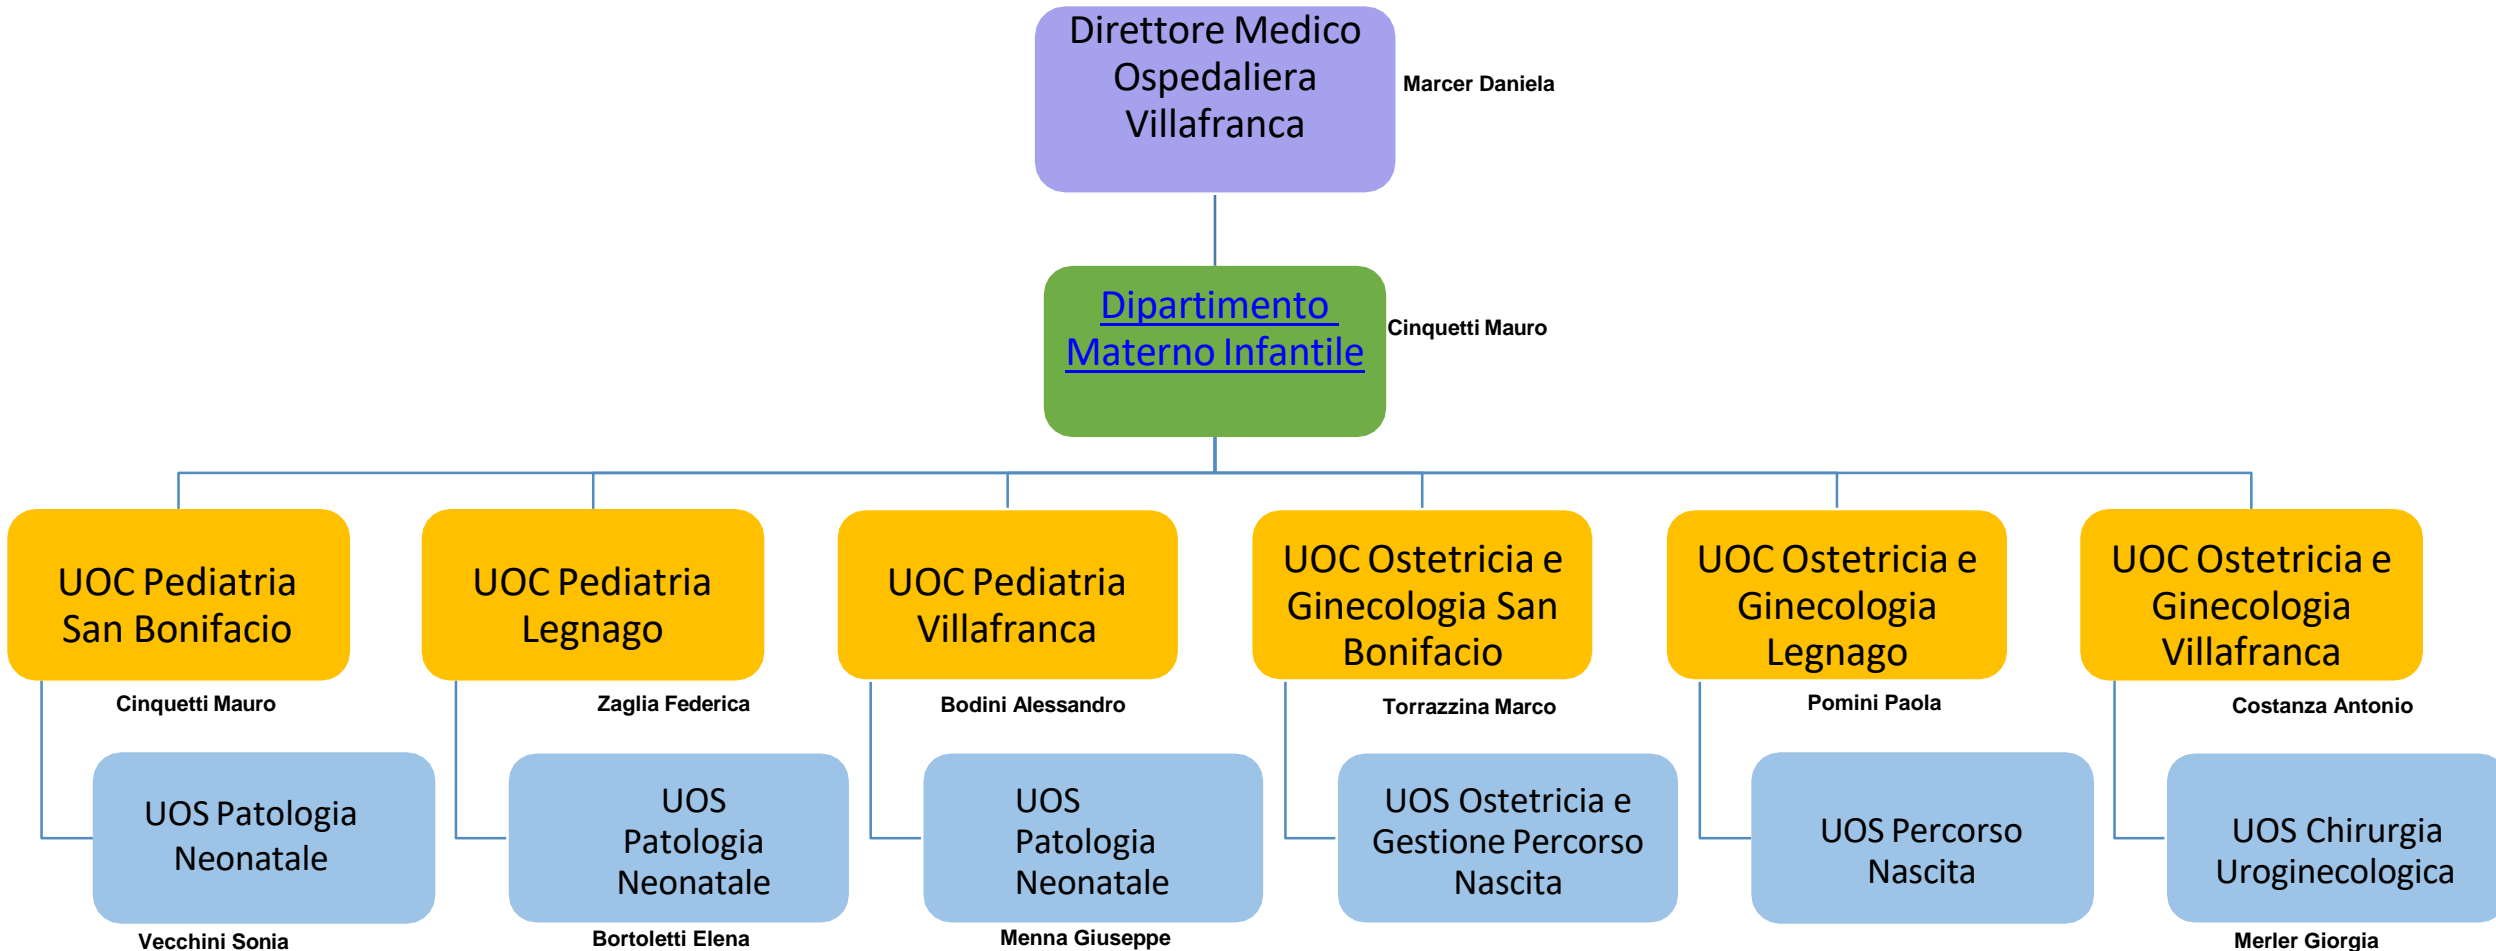 Direttore Medico
Ospedaliera
Villafranca
Marcer Daniela
Dipartimento
Materno Infantile
Cinquetti Mauro
UOC Pediatria
San Bonifacio
UOC Pediatria
Legnago
UOC Pediatria
Villafranca
UOC Ostetricia e
Ginecologia San
Bonifacio
UOC Ostetricia e
Ginecologia
Legnago
UOC Ostetricia e
Ginecologia
Villafranca
Cinquetti Mauro
Zaglia Federica
Bodini Alessandro
Torrazzina Marco
Pomini Paola
Costanza Antonio
UOS Patologia
Neonatale
UOS
Patologia
Neonatale
UOS
Patologia
Neonatale
UOS Ostetricia e
Gestione Percorso
Nascita
UOS Percorso
Nascita
UOS Chirurgia
Uroginecologica
Vecchini Sonia
Bortoletti Elena
Menna Giuseppe
Merler Giorgia